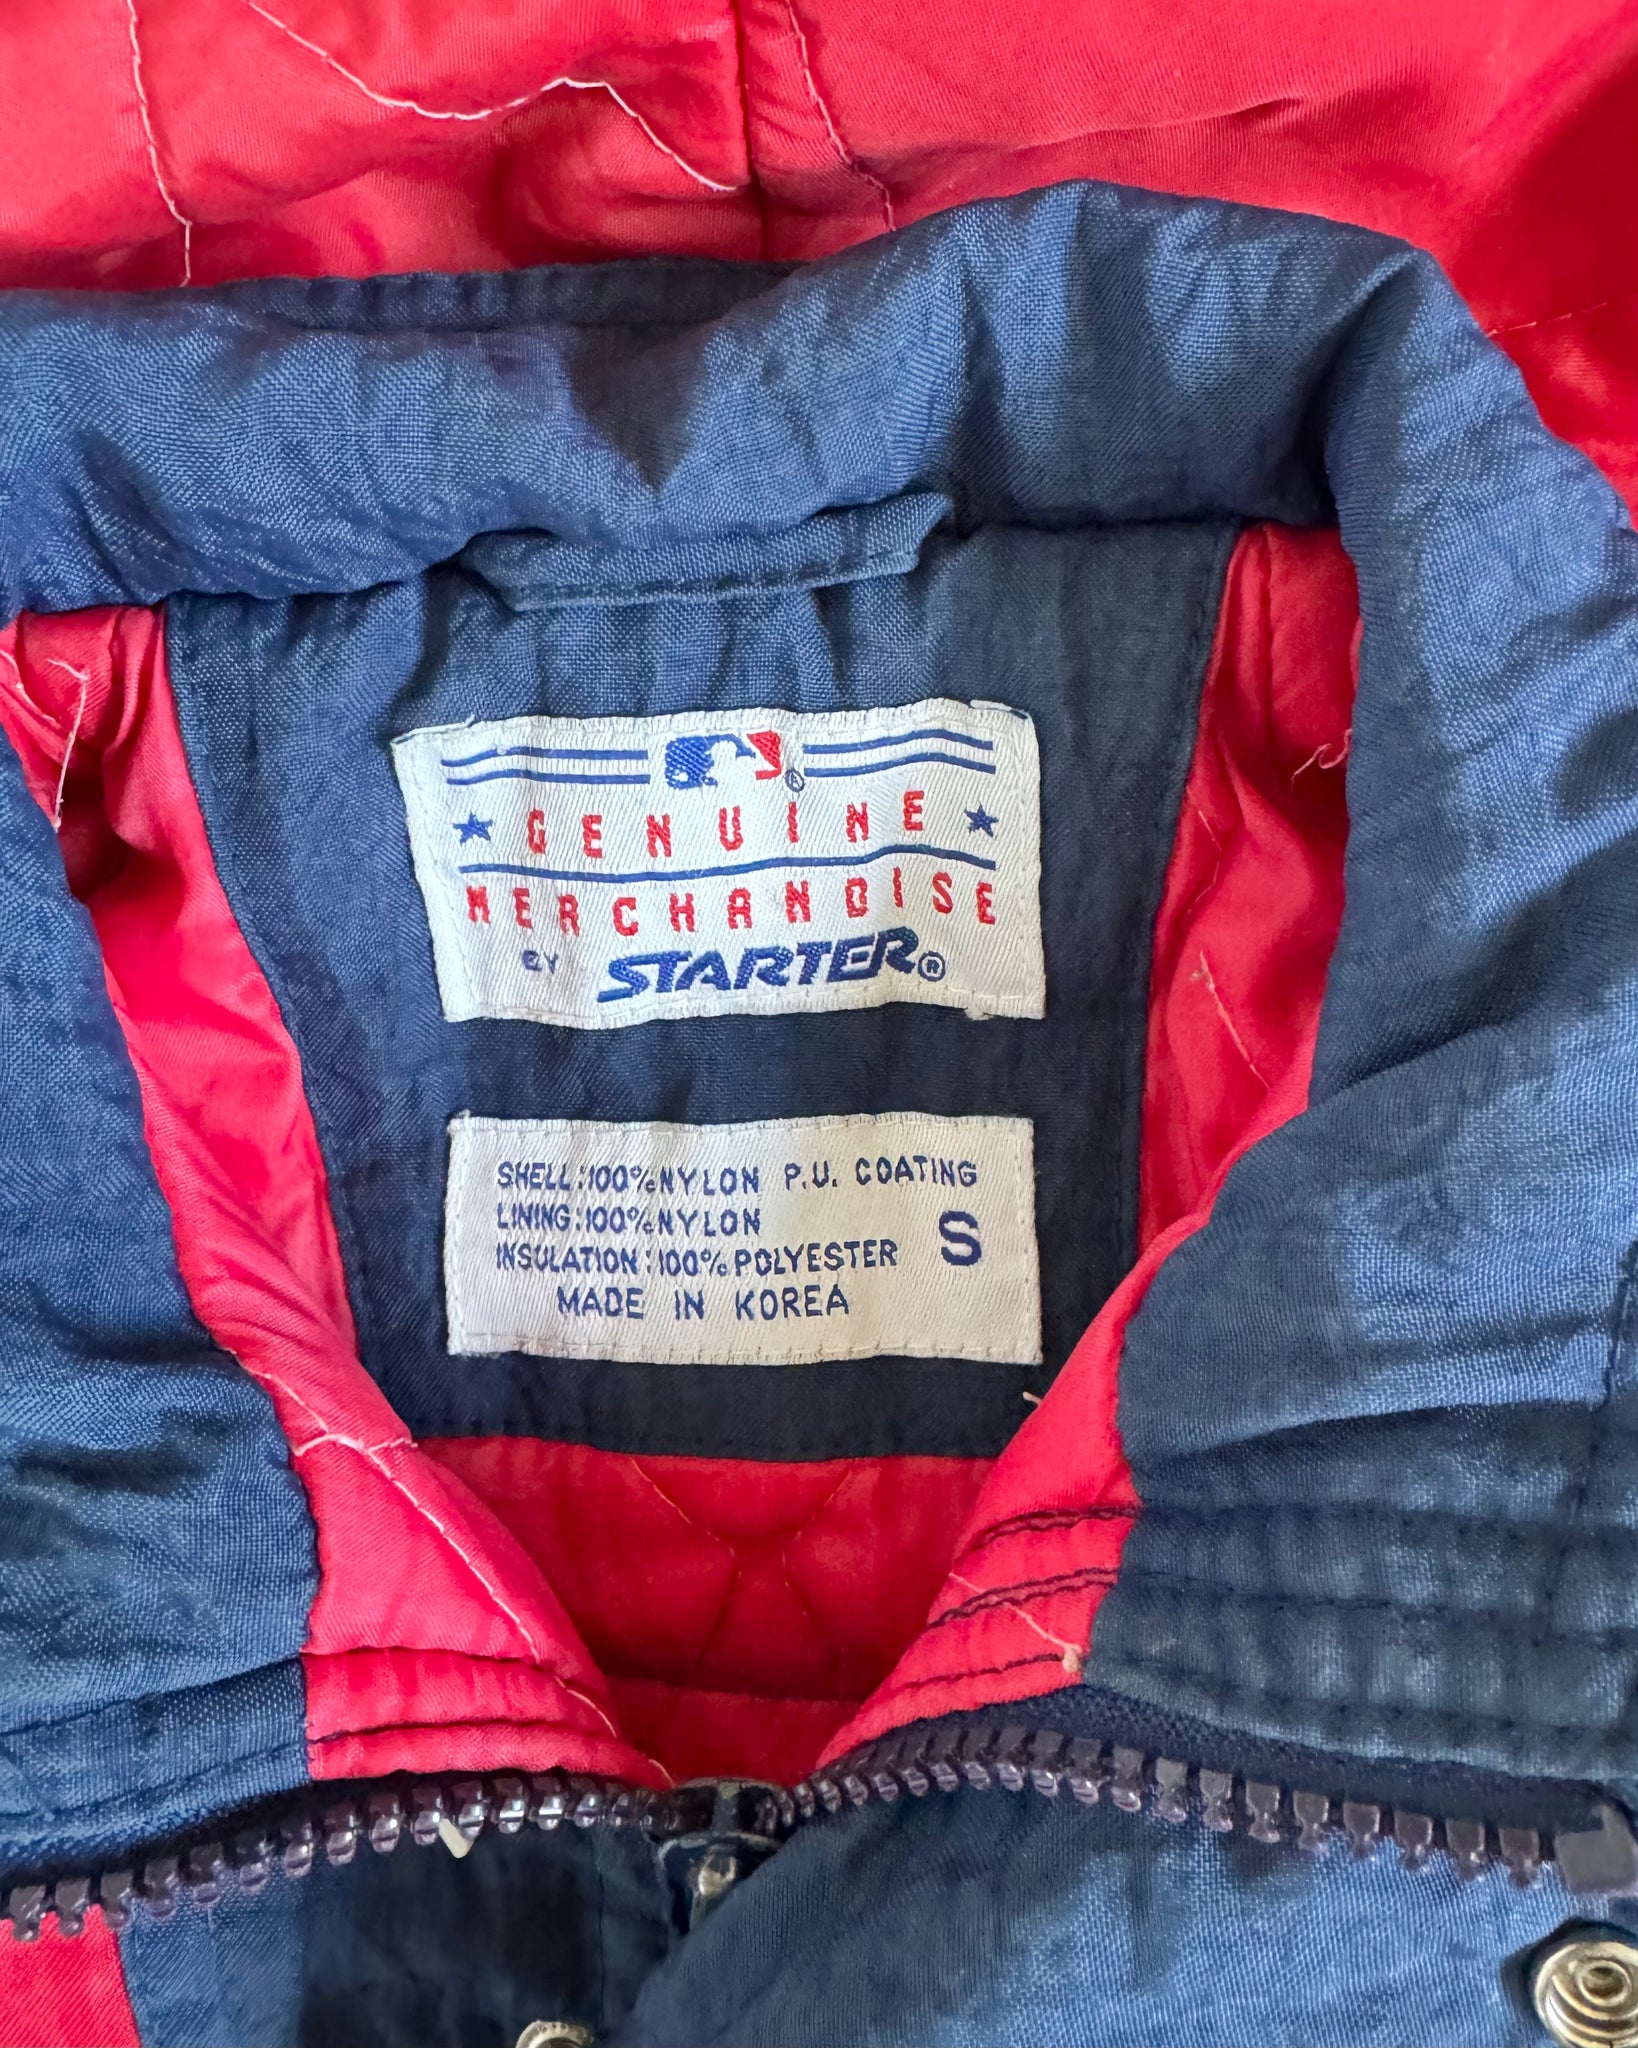 GENUINE
MERCHANDISE
BY STARTER®
SHELL:100%NYLON P.U. COATING
LINING:100%NYLON
INSULATION:100%POLYESTER S
MADE IN KOREA